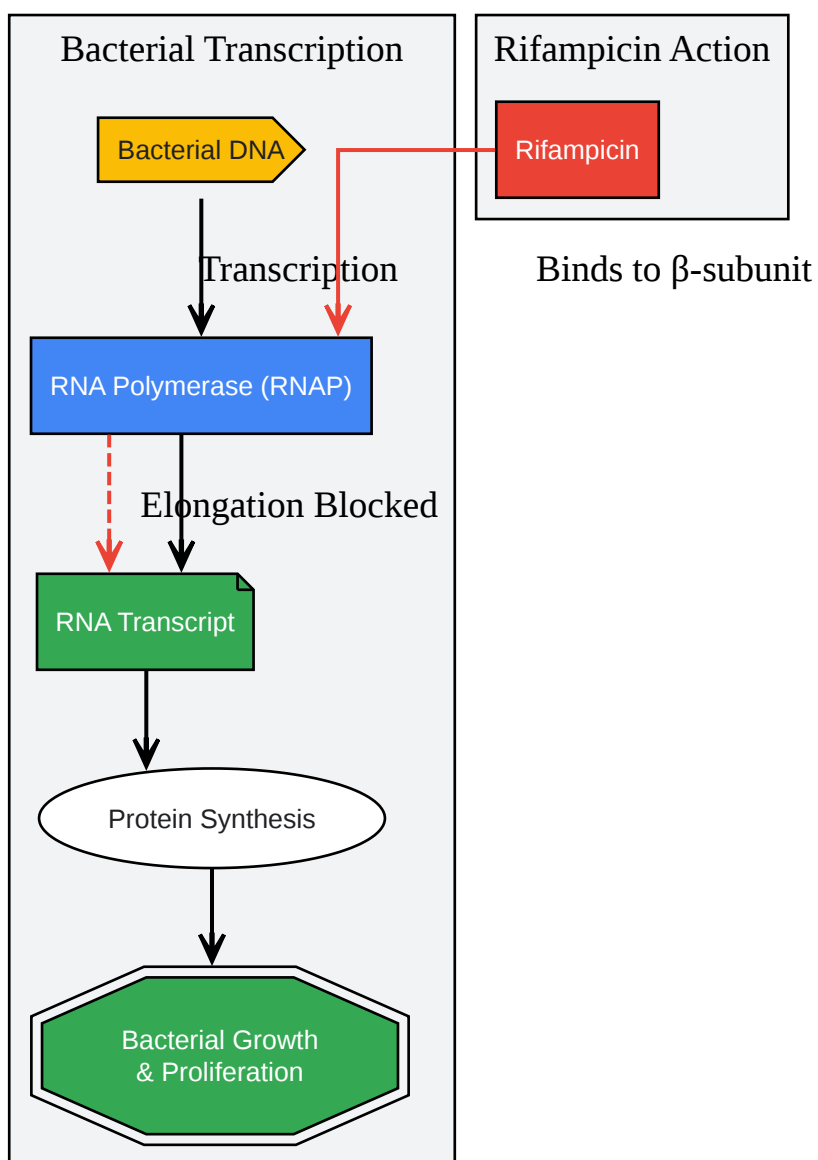 Bacterial Transcription
Rifampicin Action
Bacterial DNA
Rifampicin
Transcription
Binds to β-subunit
RNA Polymerase (RNAP)
Elongation Blocked
RNA Transcript
Protein Synthesis
Bacterial Growth
& Proliferation